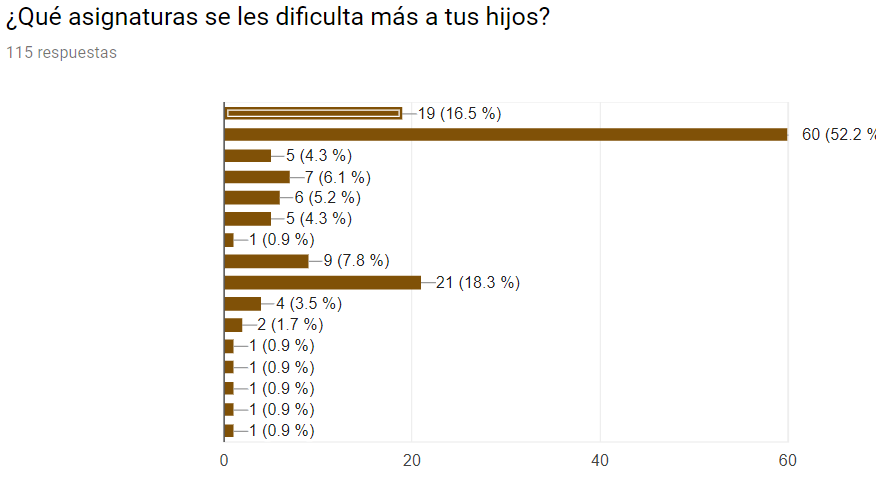 ¿Qué asignaturas se les dificulta más a tus hijos?
115 respuestas
19 (16.5 %)
60 (52.2 %
5 (4.3 %)
7 (6.1 %)
6 (5.2 %)
5 (4.3 %)
1 (0.9 %)
9 (7.8 %)
21 (18.3 %)
4 (3.5 %)
2 (1.7 %)
1 (0.9 %)
1 (0.9 %)
1 (0.9 %)
1 (0.9 %)
1 (0.9 %)
0 20 40 60